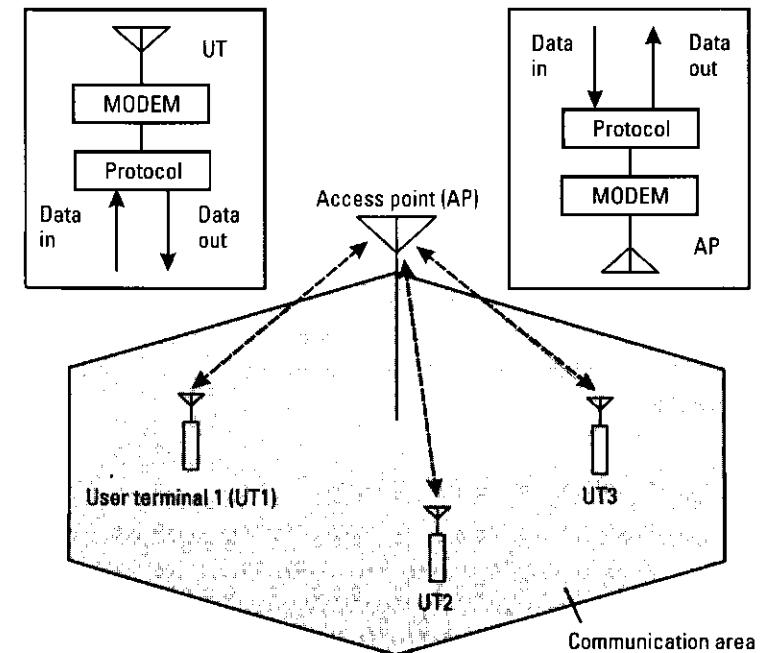 UT
MODEM
Protocol
Data in
Data out
Data in
Data out
Protocol
MODEM
AP
Access point (AP)
User terminal 1 (UT1)
UT2
UT3
Communication area